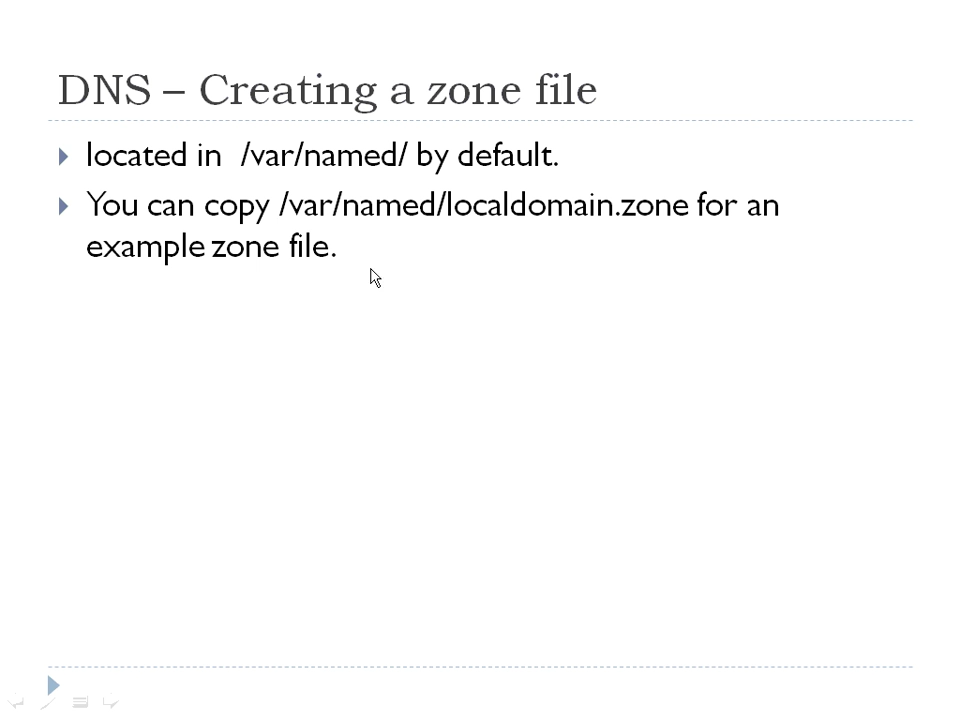 DNS – Creating a zone file
located in  /var/named/ by default.
You can copy /var/named/localdomain.zone for an
example zone file.